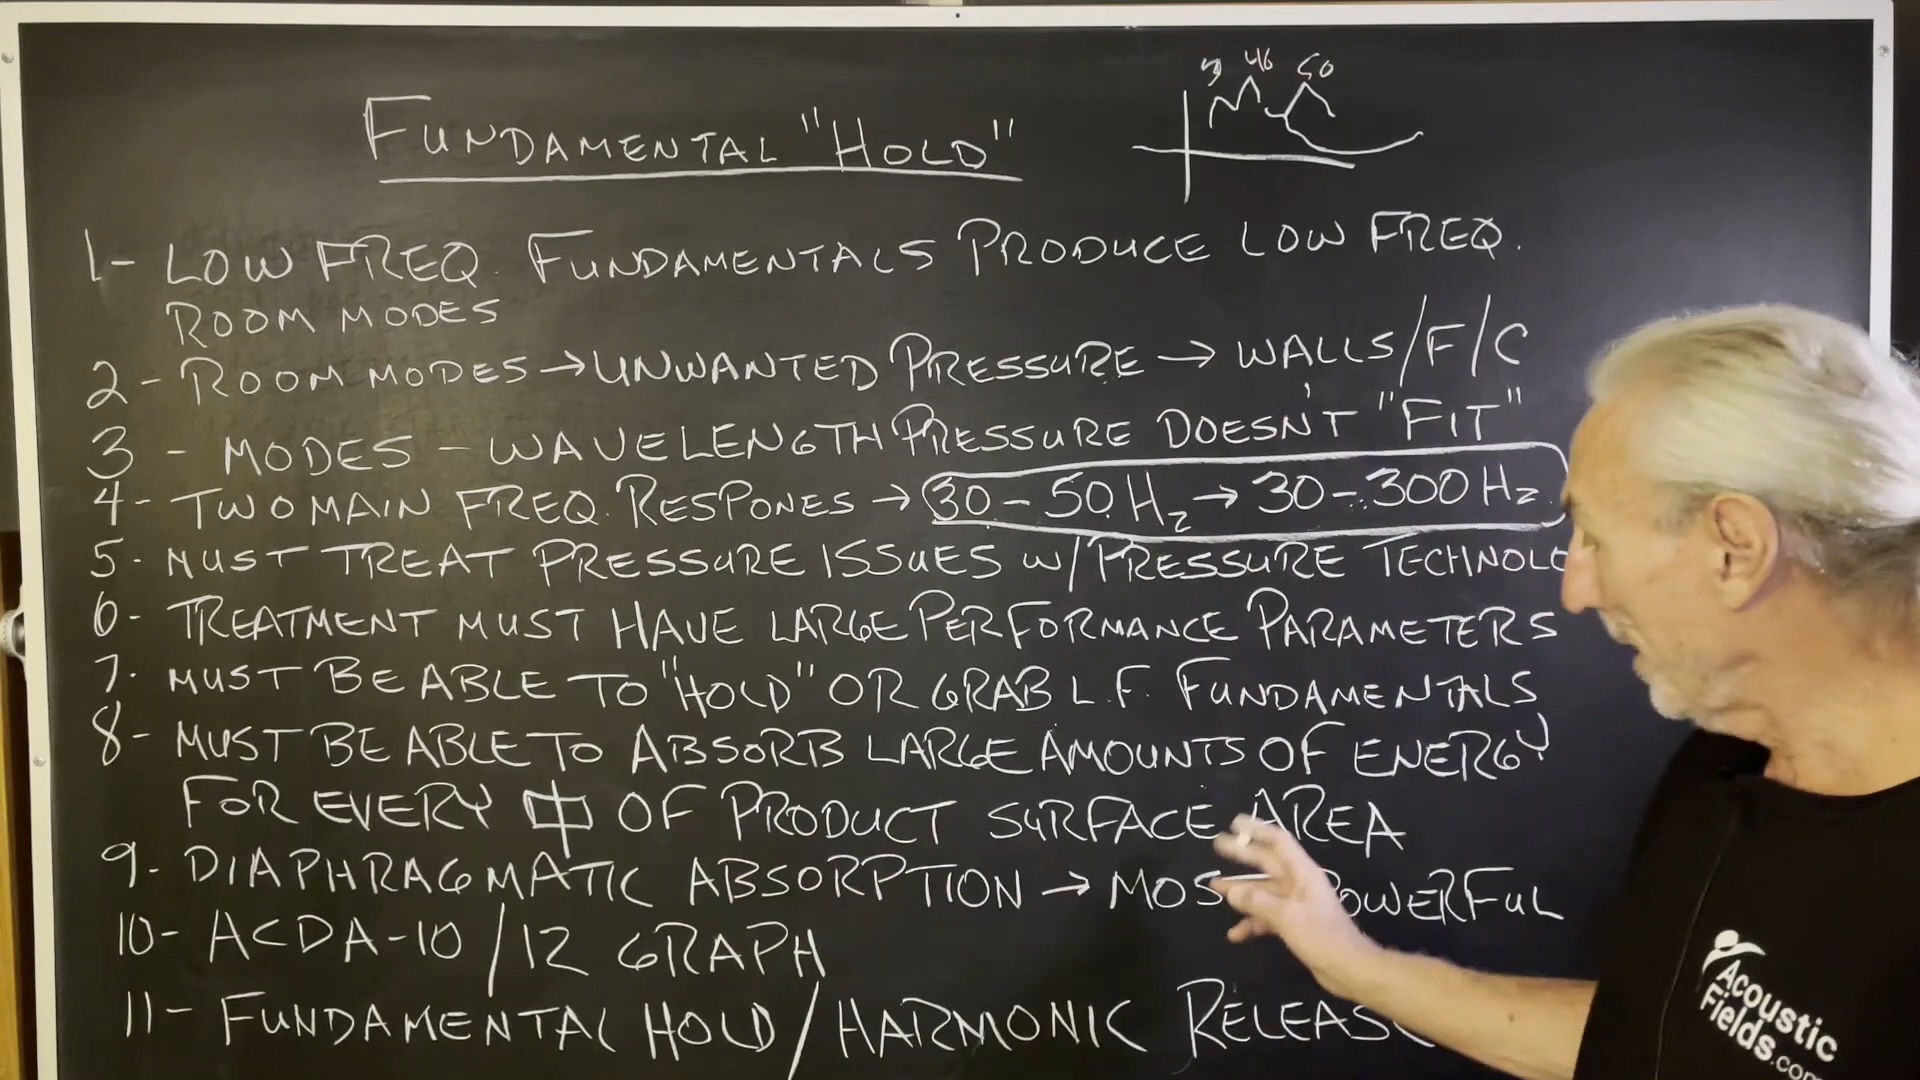 46 50
FUNDAMENTAL "HOLD"
1- LOW FREQ. FUNDAMENTALS PRODUCE LOW FREQ.
ROOM MODES
2- ROOM MODES → UNWANTED PRESSURE → WALLS/F/C
3 - MODES - WAVELENGTH PRESSURE DOESN'T "FIT"
4- TWO MAIN FREQ. RESPONES → 30-50 Hz → 30-300 Hz
5- MUST TREAT PRESSURE ISSUES W/PRESSURE TECHNOLO
6- TREATMENT MUST HAVE LARGE PERFORMANCE PARAMETERS
7- MUST BE ABLE TO "HOLD" OR GRAB L.F. FUNDAMENTALS
8- MUST BE ABLE TO ABSORB LARGE AMOUNTS OF ENERGY
FOR EVERY OF PRODUCT SURFACE AREA
9- DIAPHRAGMATIC ABSORPTION → MOST POWERFUL
10- ACDA-10/12 GRAPH
11- FUNDAMENTAL HOLD/HARMONIC RELEAS
Acoustic
Fields.com